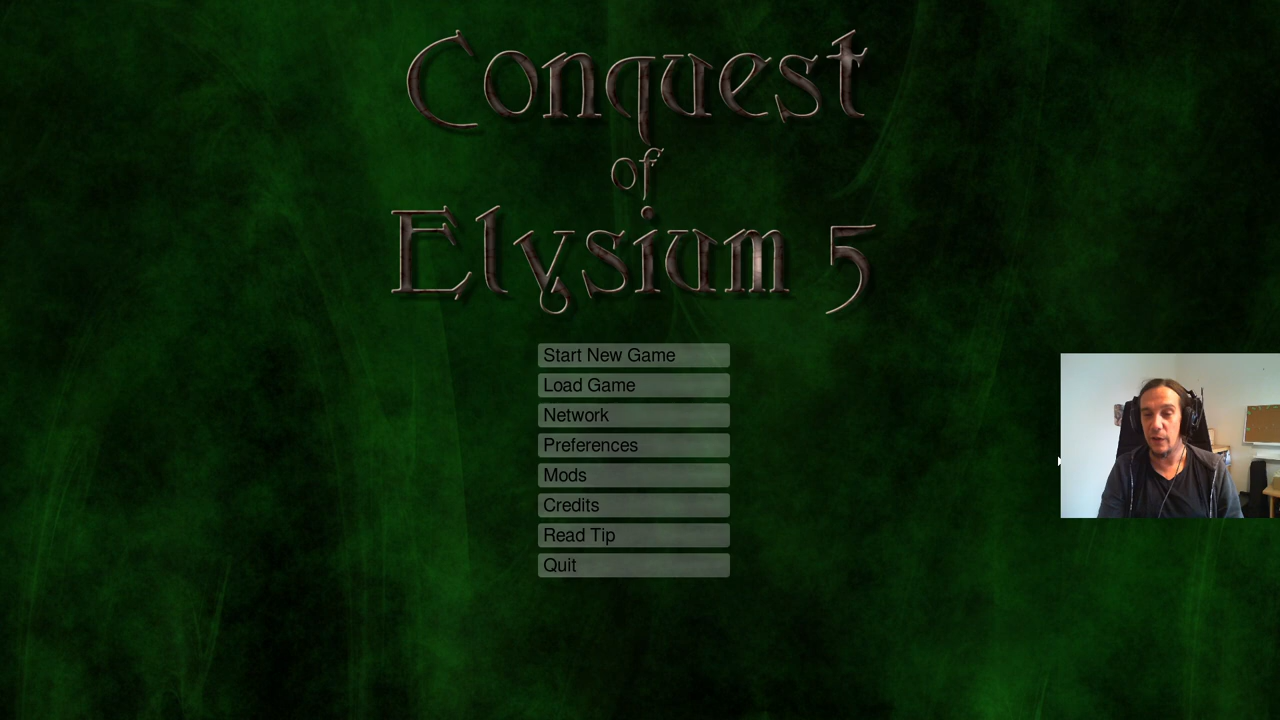 Conquest
of
Elysium 5
Start New Game
Load Game
Network
Preferences
Mods
Credits
Read Tip
Quit